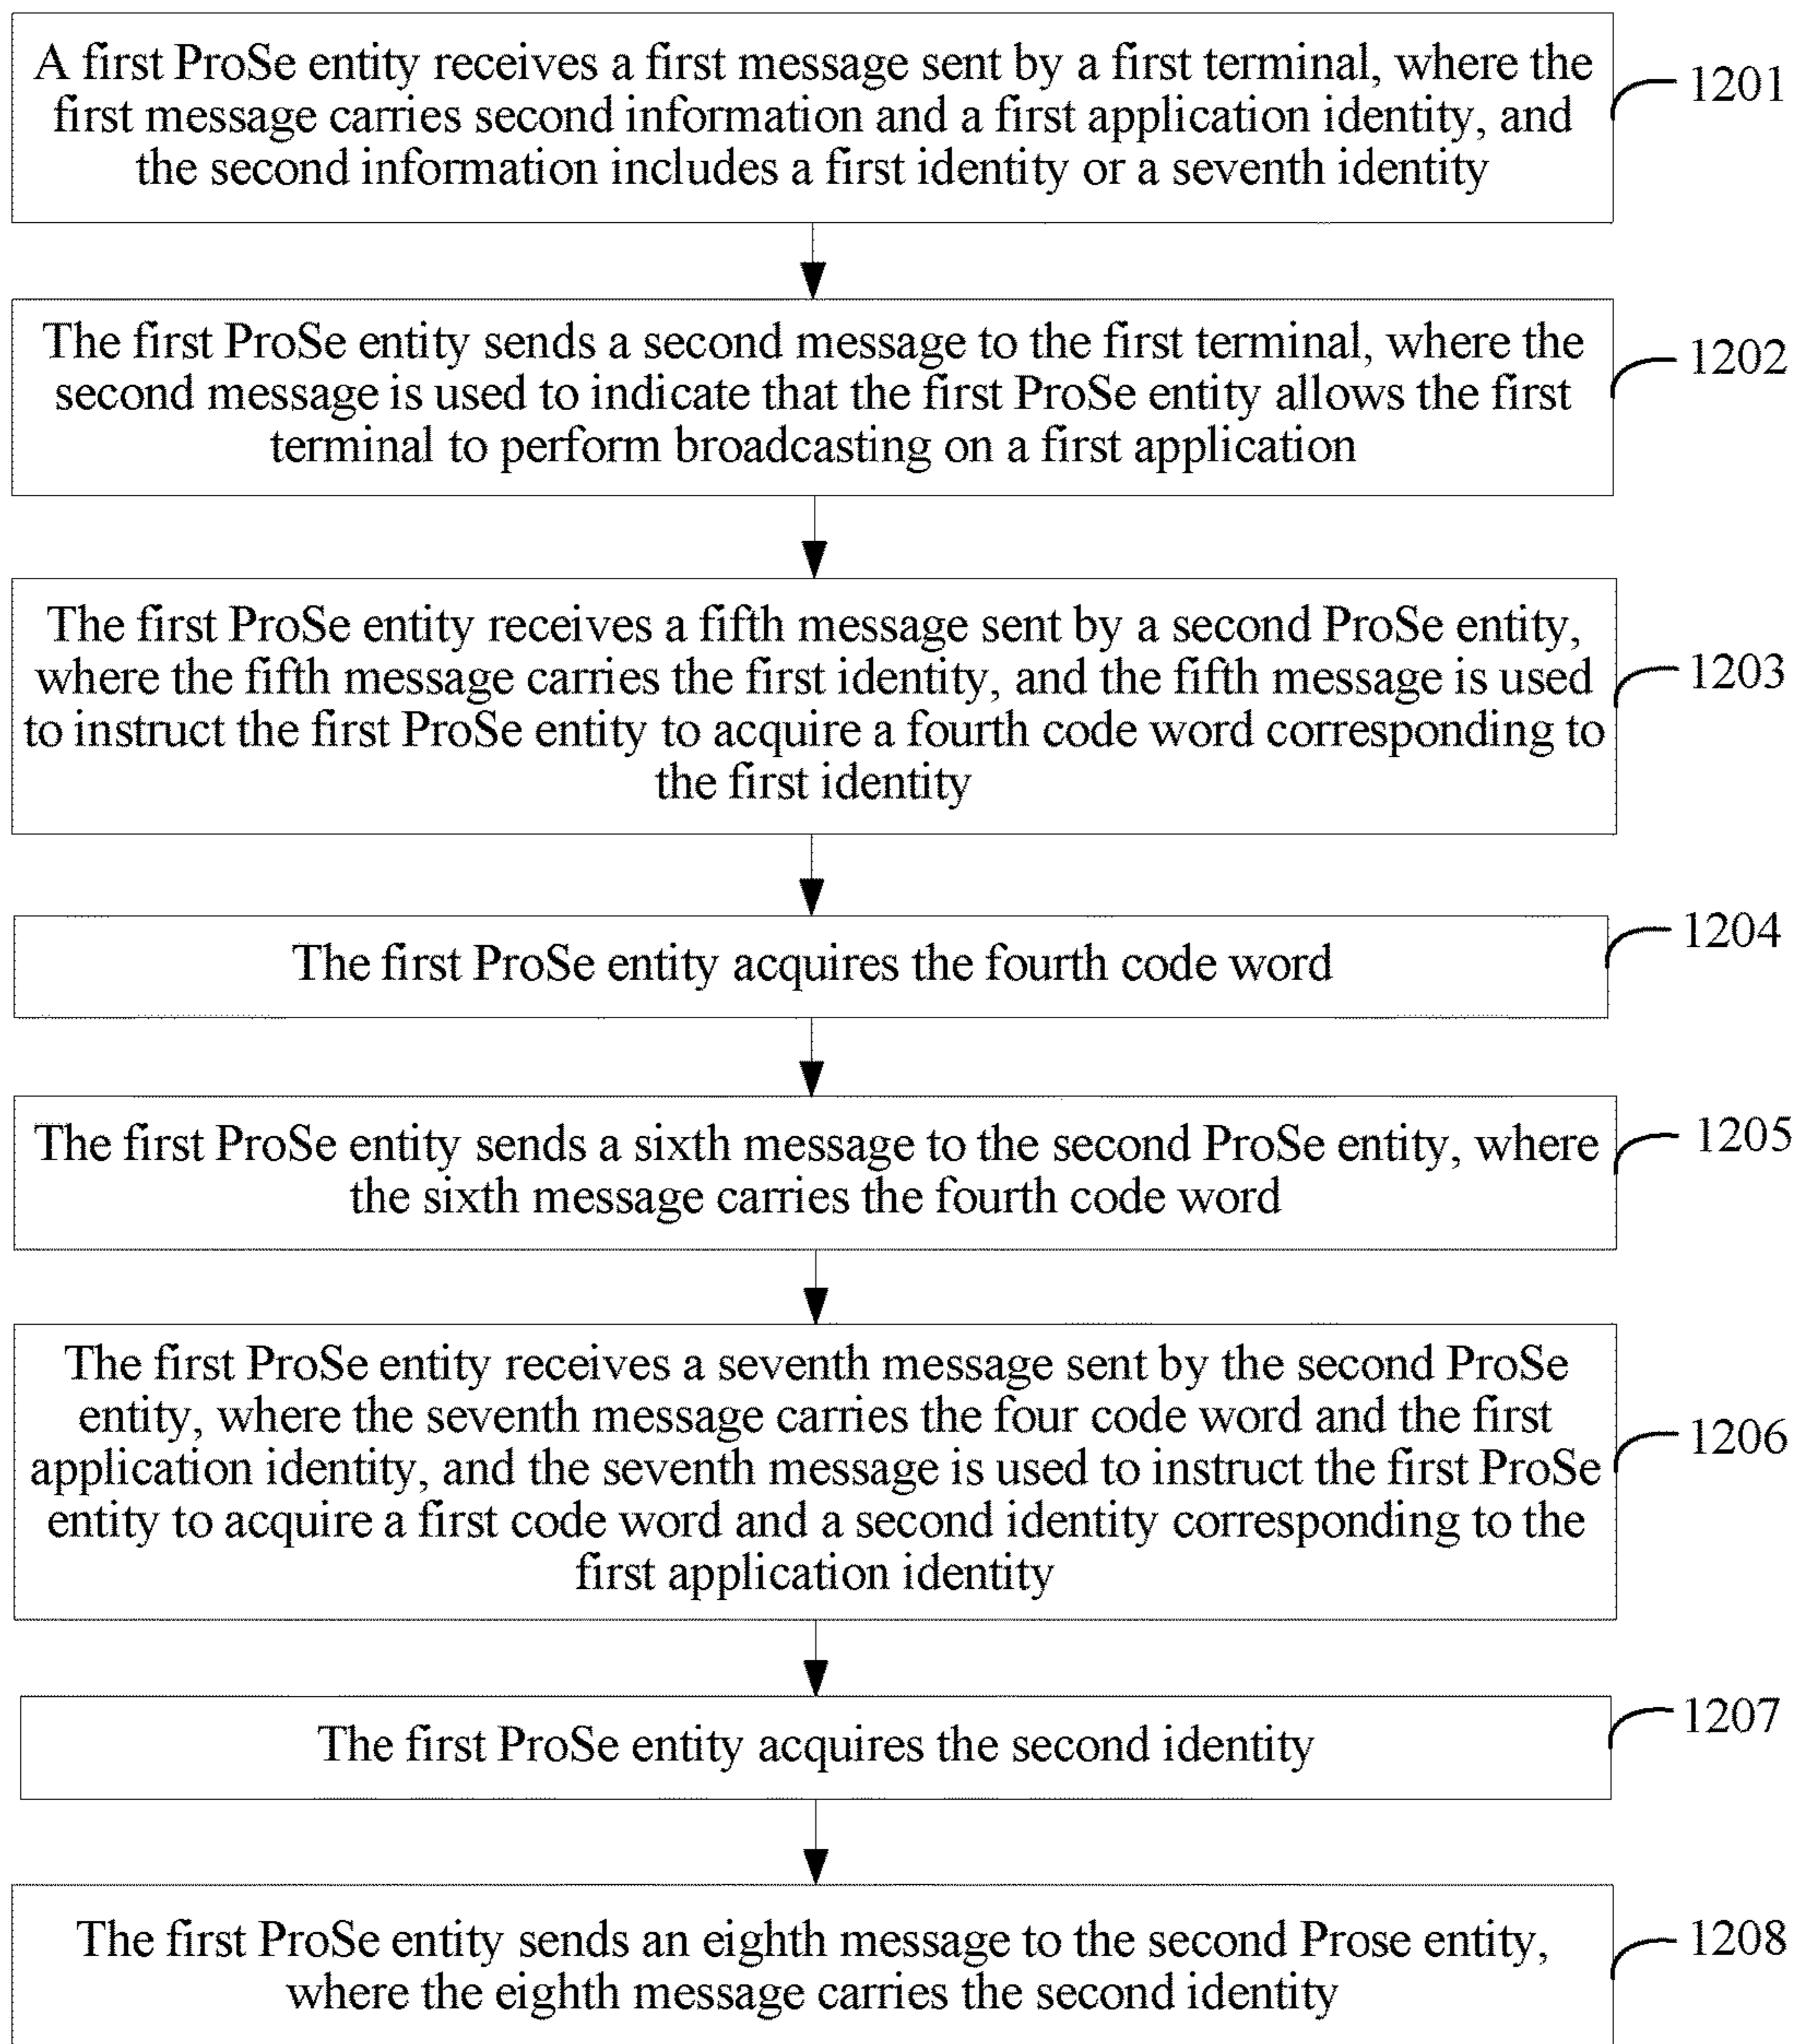 A first ProSe entity receives a first message sent by a first terminal, where the
first message carries second information and a first application identity, and
the second information includes a first identity or a seventh identity
1201
The first ProSe entity sends a second message to the first terminal, where the
second message is used to indicate that the first ProSe entity allows the first
terminal to perform broadcasting on a first application
1202
The first ProSe entity receives a fifth message sent by a second ProSe entity,
where the fifth message carries the first identity, and the fifth message is used
to instruct the first ProSe entity to acquire a fourth code word corresponding to
the first identity
1203
The first ProSe entity acquires the fourth code word
1204
The first ProSe entity sends a sixth message to the second ProSe entity, where
the sixth message carries the fourth code word
1205
The first ProSe entity receives a seventh message sent by the second ProSe
entity, where the seventh message carries the four code word and the first
application identity, and the seventh message is used to instruct the first ProSe
entity to acquire a first code word and a second identity corresponding to the
first application identity
1206
The first ProSe entity acquires the second identity
1207
The first ProSe entity sends an eighth message to the second Prose entity,
where the eighth message carries the second identity
1208